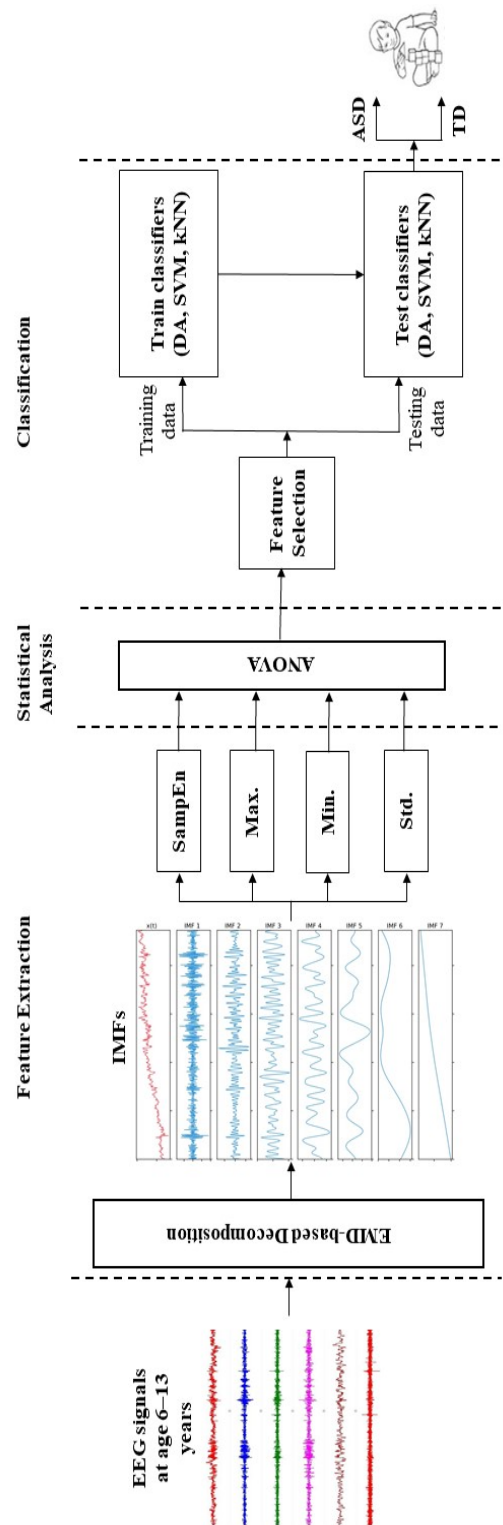 EEG signals
at age 6–13
years
EMD-based Decomposition
Feature Extraction
IMFs
x(t)
IMF 1
IMF 2
IMF 3
IMF 4
IMF 5
IMF 6
IMF 7
SampEn
Max.
Min.
Std.
Statistical
Analysis
ANOVA
Classification
Feature
Selection
Training
data
Testing
data
Train classifiers
(DA, SVM, kNN)
Test classifiers
(DA, SVM, kNN)
ASD
TD